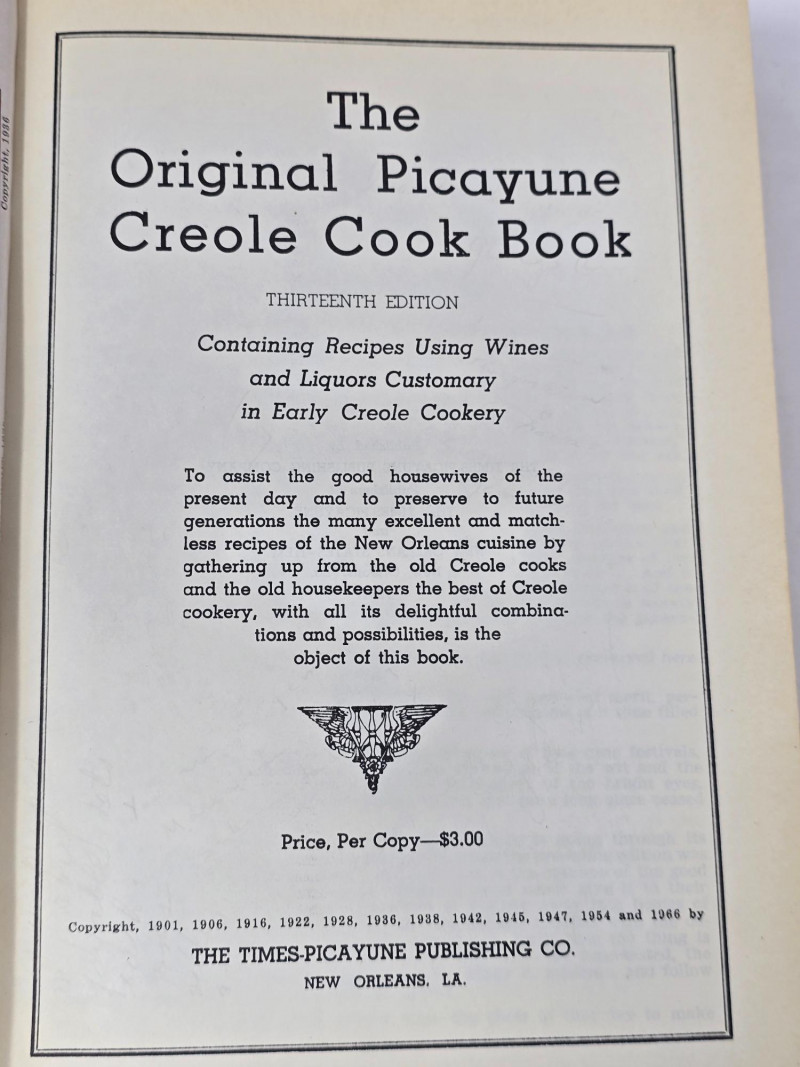 Copyright, 1936
The
Original Picayune
Creole Cook Book
THIRTEENTH EDITION
Containing Recipes Using Wines
and Liquors Customary
in Early Creole Cookery
To assist the good housewives of the
present day and to preserve to future
generations the many excellent and match-
less recipes of the New Orleans cuisine by
gathering up from the old Creole cooks
and the old housekeepers the best of Creole
cookery, with all its delightful combina-
tions and possibilities, is the
object of this book.
Price, Per Copy—$3.00
Copyright, 1901, 1906, 1916, 1922, 1928, 1936, 1938, 1942, 1945, 1947, 1954 and 1966 by
THE TIMES-PICAYUNE PUBLISHING CO.
NEW ORLEANS, LA.